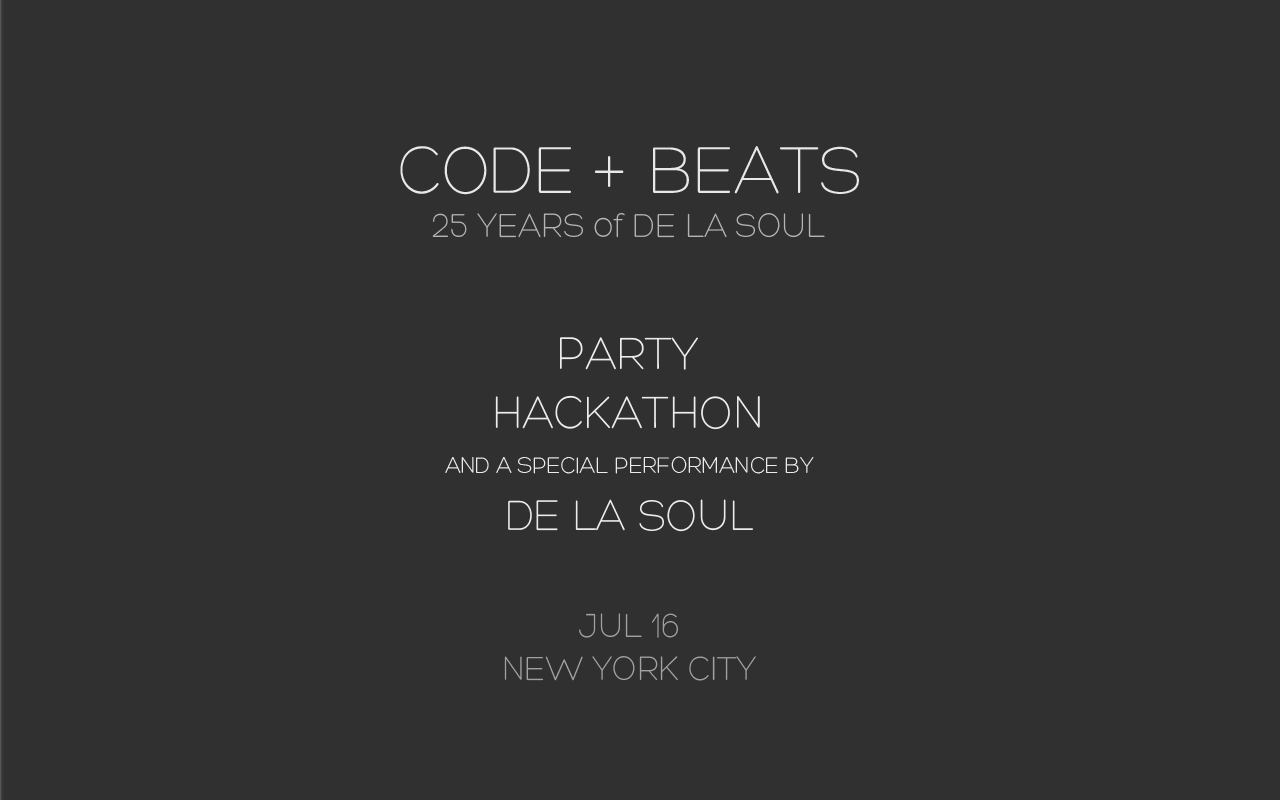 CODE + BEATS
25 YEARS of DE LA SOUL
PARTY
HACKATHON
AND A SPECIAL PERFORMANCE BY
DE LA SOUL
JUL 16
NEW YORK CITY